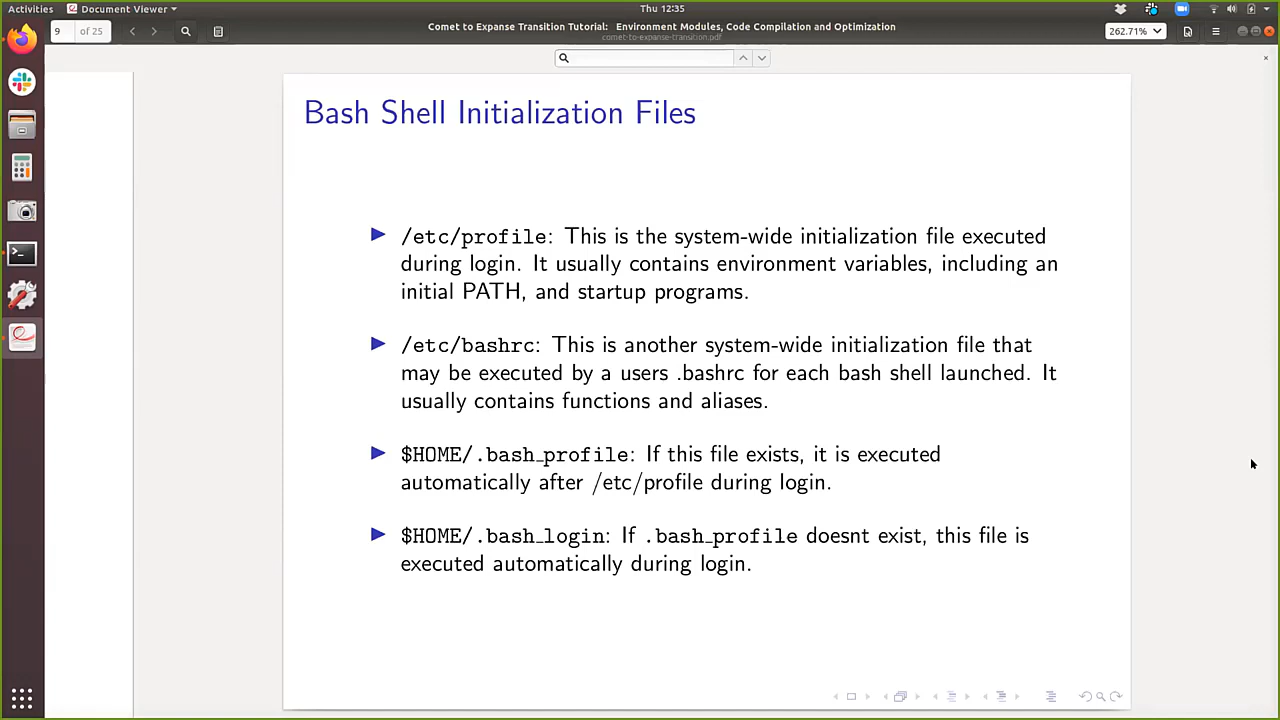 Activities
Document Viewer
Thu 12:35
9
of 25
Comet to Expanse Transition Tutorial: Environment Modules, Code Compilation and Optimization
comet-to-expanse-transition.pdf
262.71%
Bash Shell Initialization Files
/etc/profile: This is the system-wide initialization file executed
during login. It usually contains environment variables, including an
initial PATH, and startup programs.
/etc/bashrc: This is another system-wide initialization file that
may be executed by a users .bashrc for each bash shell launched. It
usually contains functions and aliases.
$HOME/.bash_profile: If this file exists, it is executed
automatically after /etc/profile during login.
$HOME/.bash_login: If .bash_profile doesnt exist, this file is
executed automatically during login.